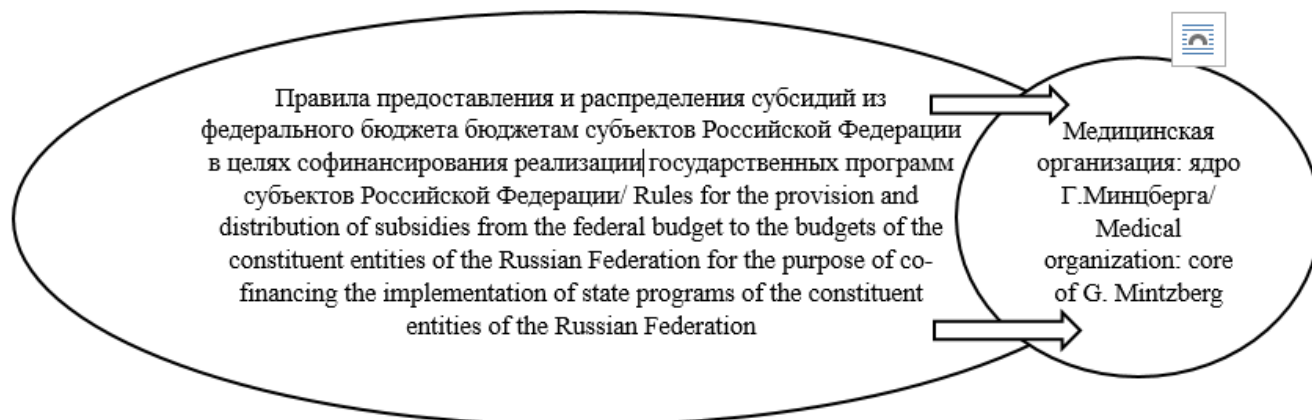 Правила предоставления и распределения субсидий из
федерального бюджета бюджетам субъектов Российской Федерации
в целях софинансирования реализации государственных программ
субъектов Российской Федерации/ Rules for the provision and
distribution of subsidies from the federal budget to the budgets of the
constituent entities of the Russian Federation for the purpose of co-
financing the implementation of state programs of the constituent
entities of the Russian Federation
Медицинская
организация: ядро
Г.Минцберга/
Medical
organization: core
of G. Mintzberg